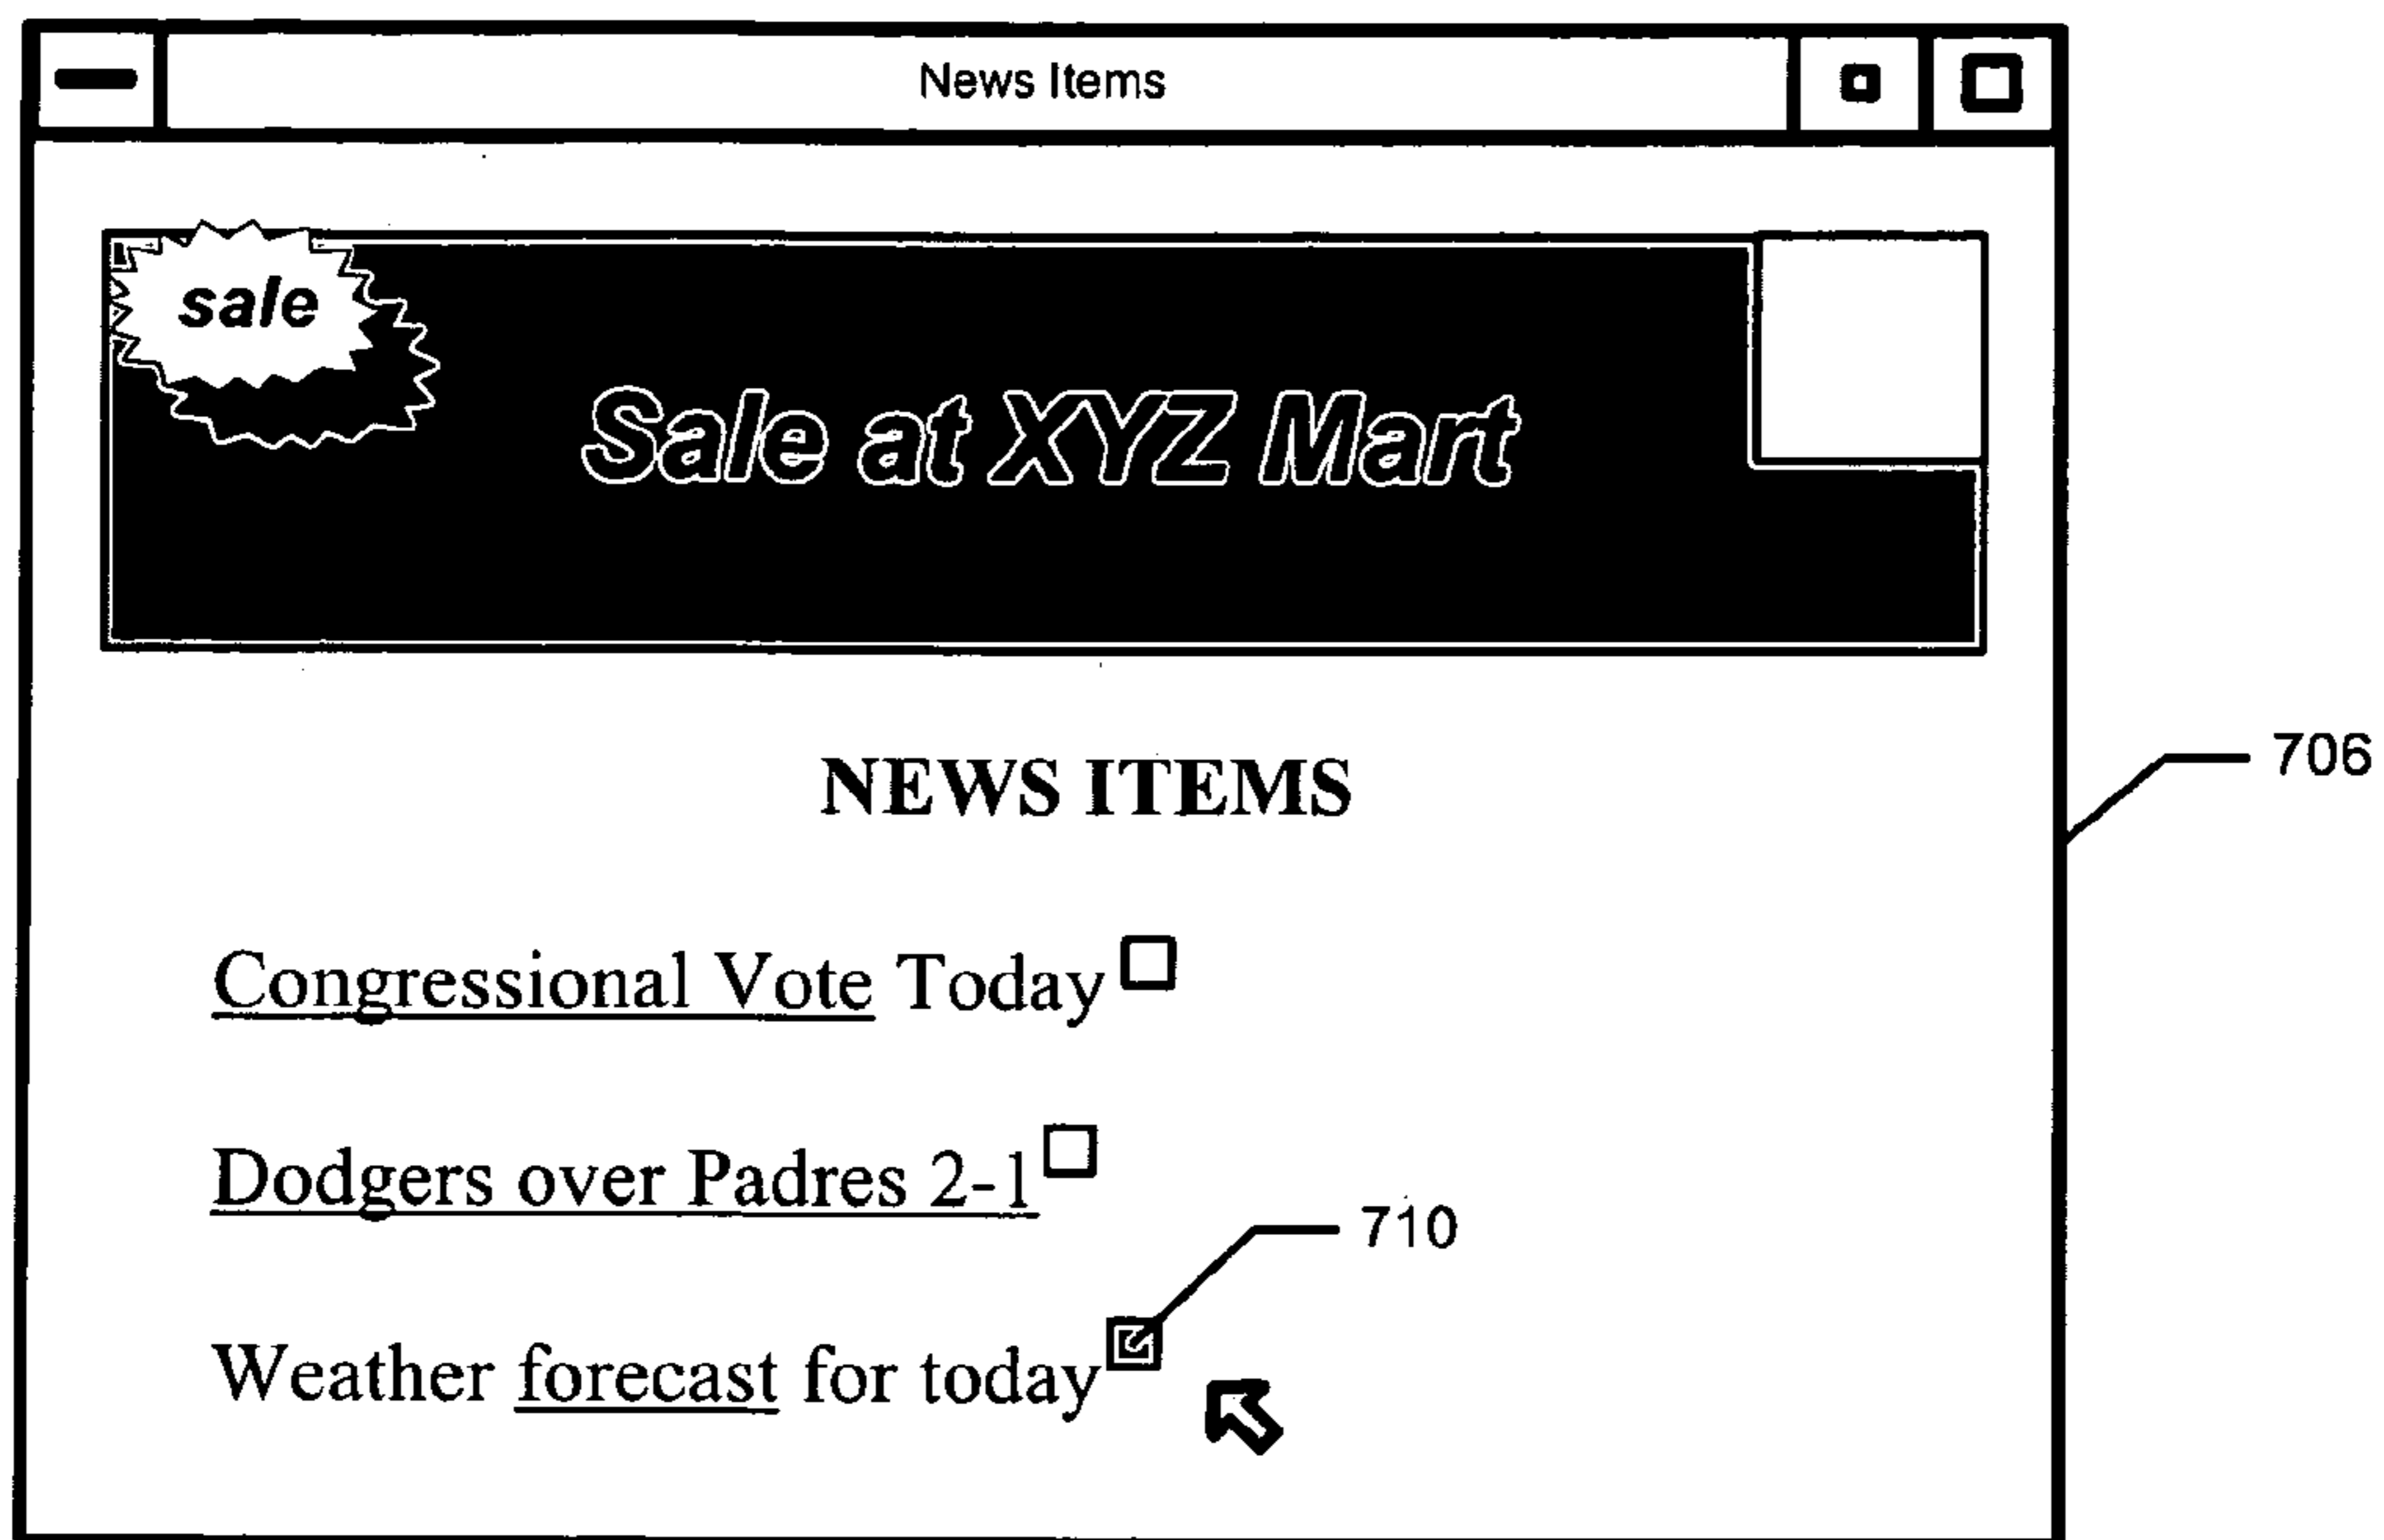 News Items
sale
Sale at XYZ Mart
NEWS ITEMS
706
Congressional Vote Today
Dodgers over Padres 2-1
710
Weather forecast for today